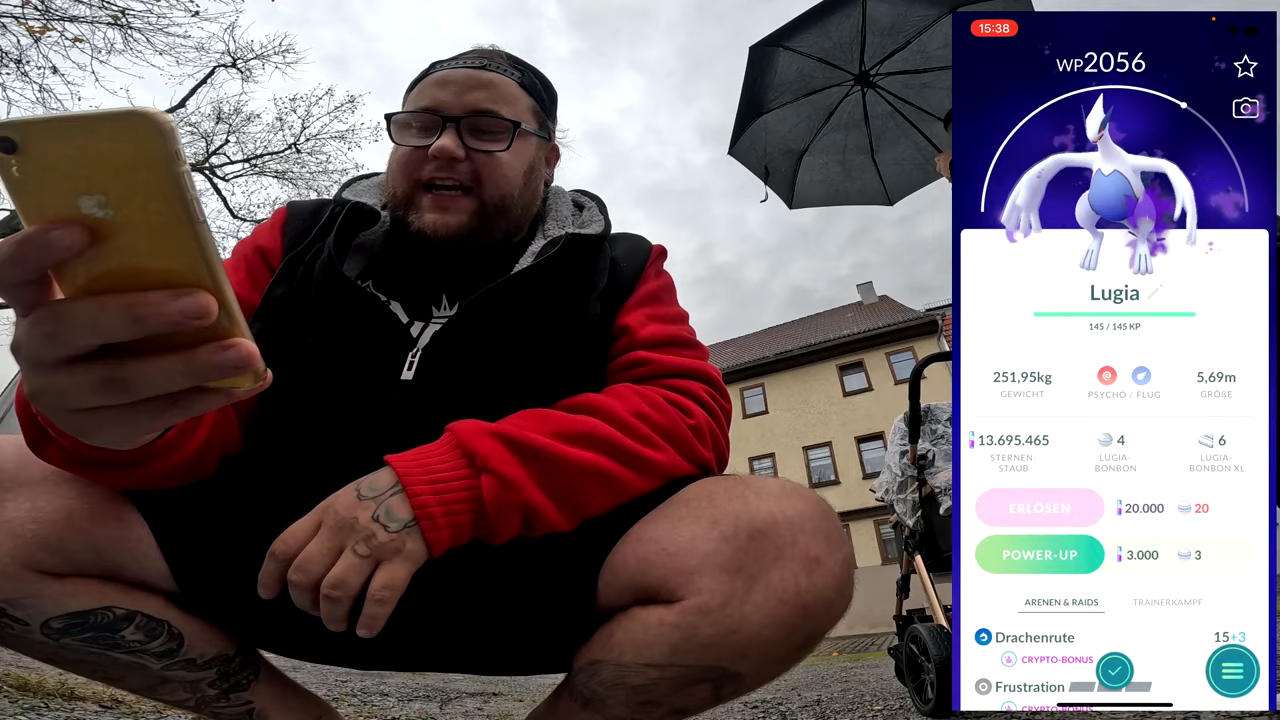 15:38
WP2056
Lugia
145 / 145 KP
251,95kg
GEWICHT
PSYCHO / FLUG
5,69m
GRÖßE
13.695.465
STERNEN-
STAUB
4
LUGIA-
BONBON
6
LUGIA-
BONBON XL
ERLÖSEN
20.000
20
POWER-UP
3.000
3
ARENEN & RAIDS
TRAINERKAMPF
Drachenrute
15+3
CRYPTO-BONUS
Frustration
CRYPTO-BONUS